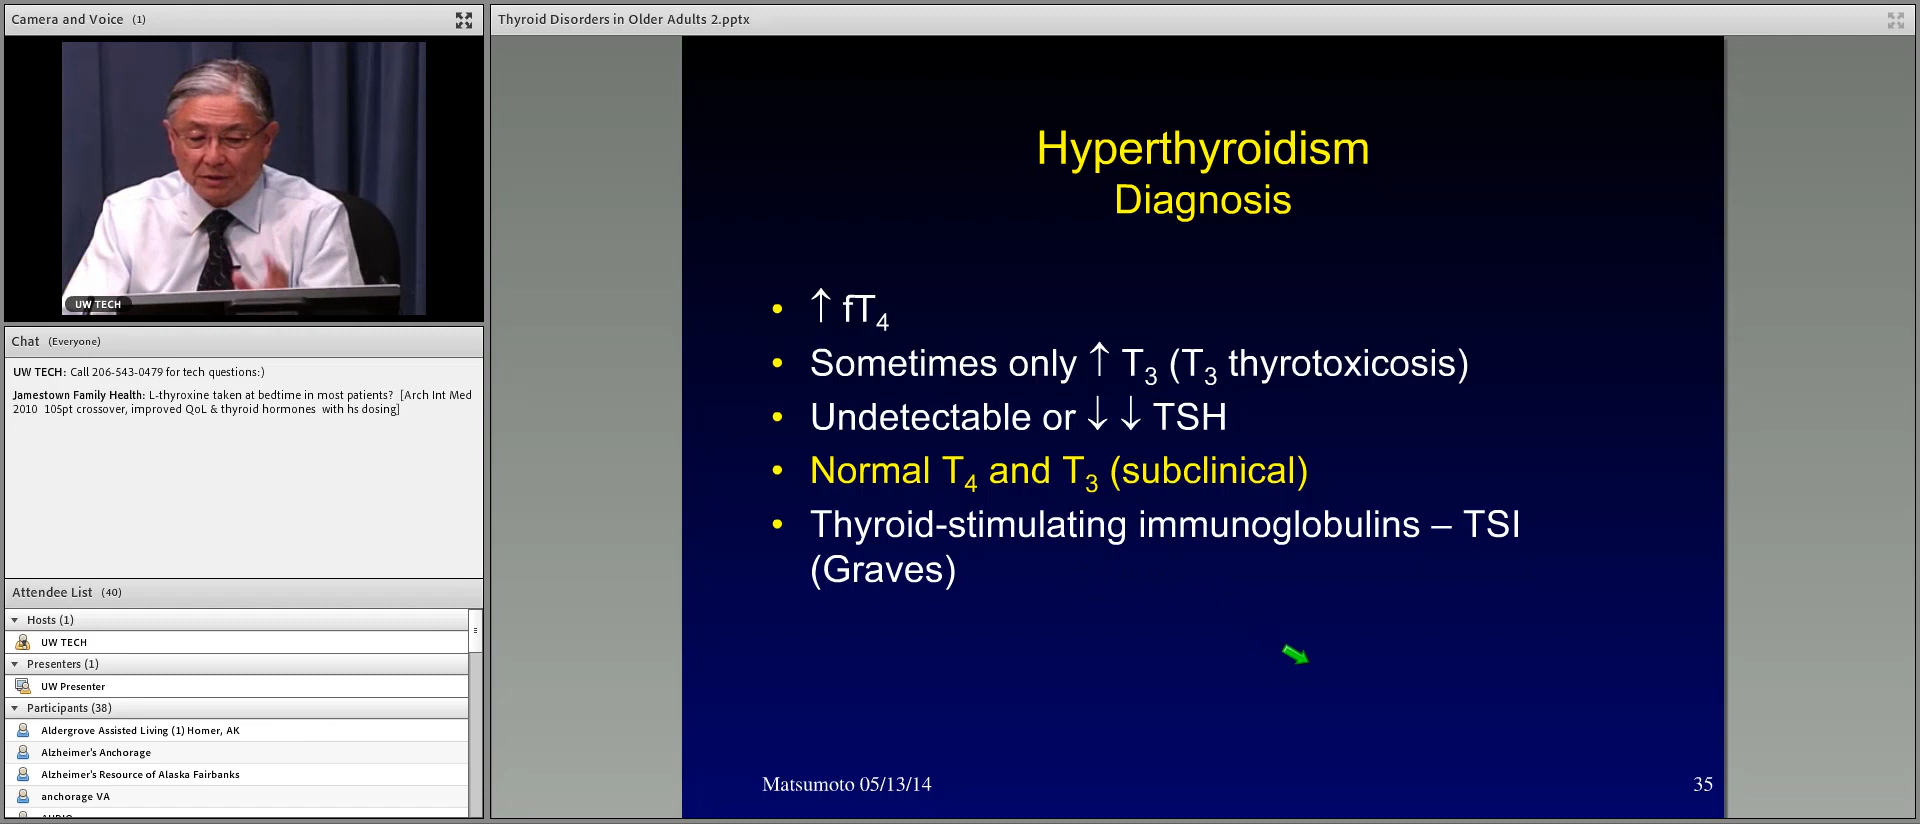 Camera and Voice (1)
UW TECH
Chat (Everyone)
UW TECH: Call 206-543-0479 for tech questions:)
Jamestown Family Health: L-thyroxine taken at bedtime in most patients? [Arch Int Med
2010 105pt crossover, improved QoL & thyroid hormones with hs dosing]
Attendee List (40)
Hosts (1)
UW TECH
Presenters (1)
UW Presenter
Participants (38)
Aldergrove Assisted Living (1) Homer, AK
Alzheimer's Anchorage
Alzheimer's Resource of Alaska Fairbanks
anchorage VA
Thyroid Disorders in Older Adults 2.pptx
Hyperthyroidism
Diagnosis
• ↑ fT₄
• Sometimes only ↑ T₃ (T₃ thyrotoxicosis)
• Undetectable or ↓ ↓ TSH
• Normal T₄ and T₃ (subclinical)
• Thyroid-stimulating immunoglobulins – TSI
(Graves)
Matsumoto 05/13/14
35